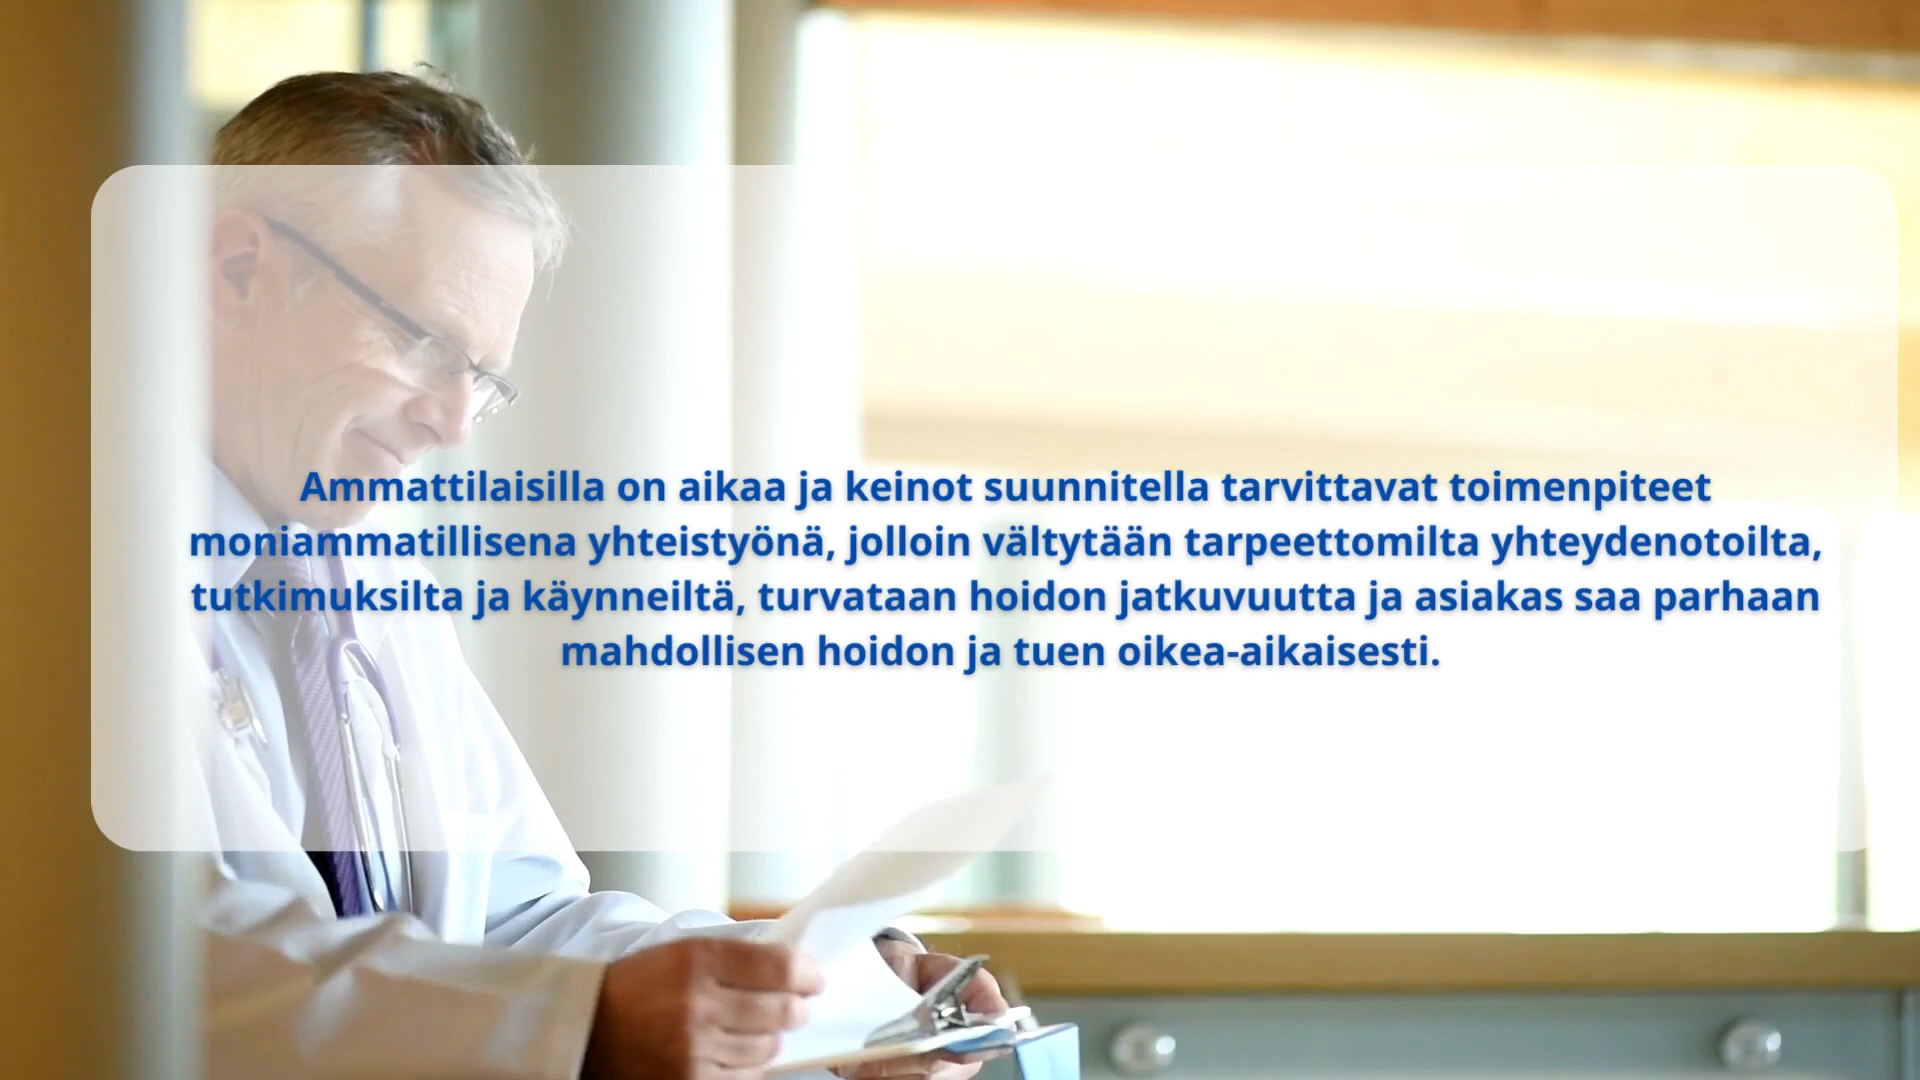 Ammattilaisilla on aikaa ja keinot suunnitella tarvittavat toimenpiteet
moniammatillisena yhteistyönä, jolloin vältytään tarpeettomilta yhteydenotoilta,
tutkimuksilta ja käynneiltä, turvataan hoidon jatkuvuutta ja asiakas saa parhaan
mahdollisen hoidon ja tuen oikea-aikaisesti.